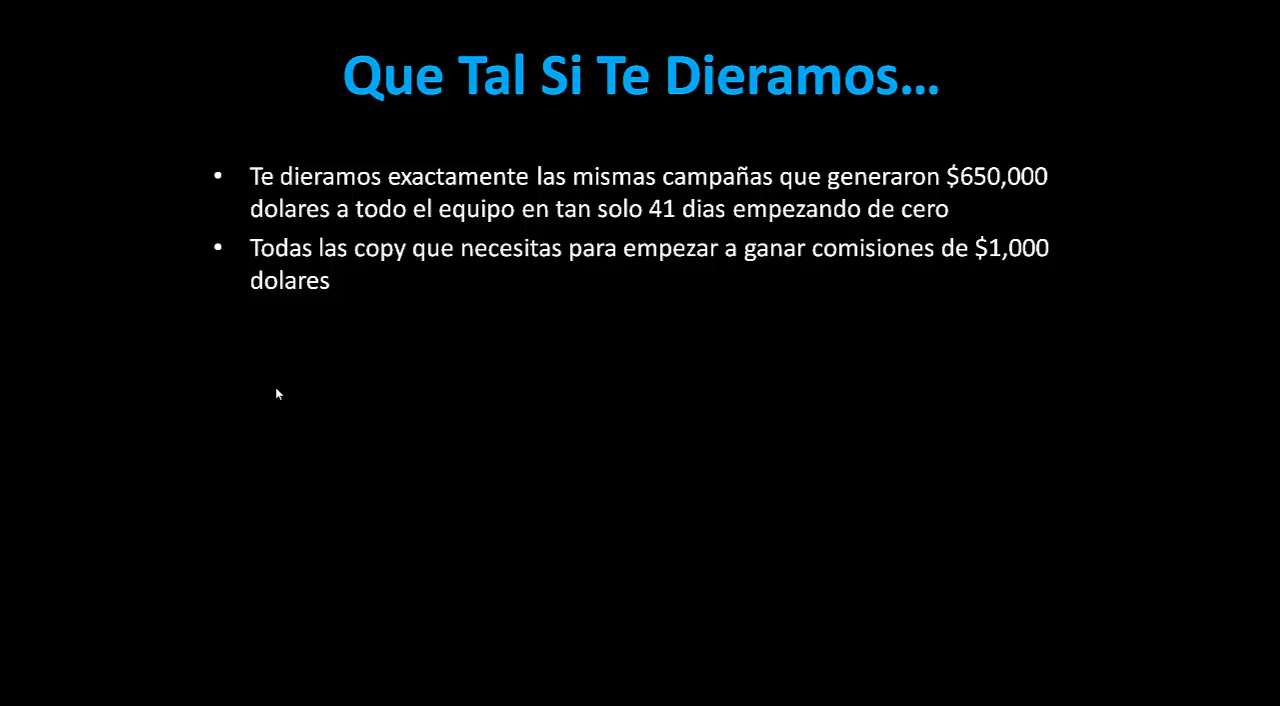 Que Tal Si Te Dieramos...
• Te dieramos exactamente las mismas campañas que generaron $650,000
dolares a todo el equipo en tan solo 41 dias empezando de cero
• Todas las copy que necesitas para empezar a ganar comisiones de $1,000
dolares